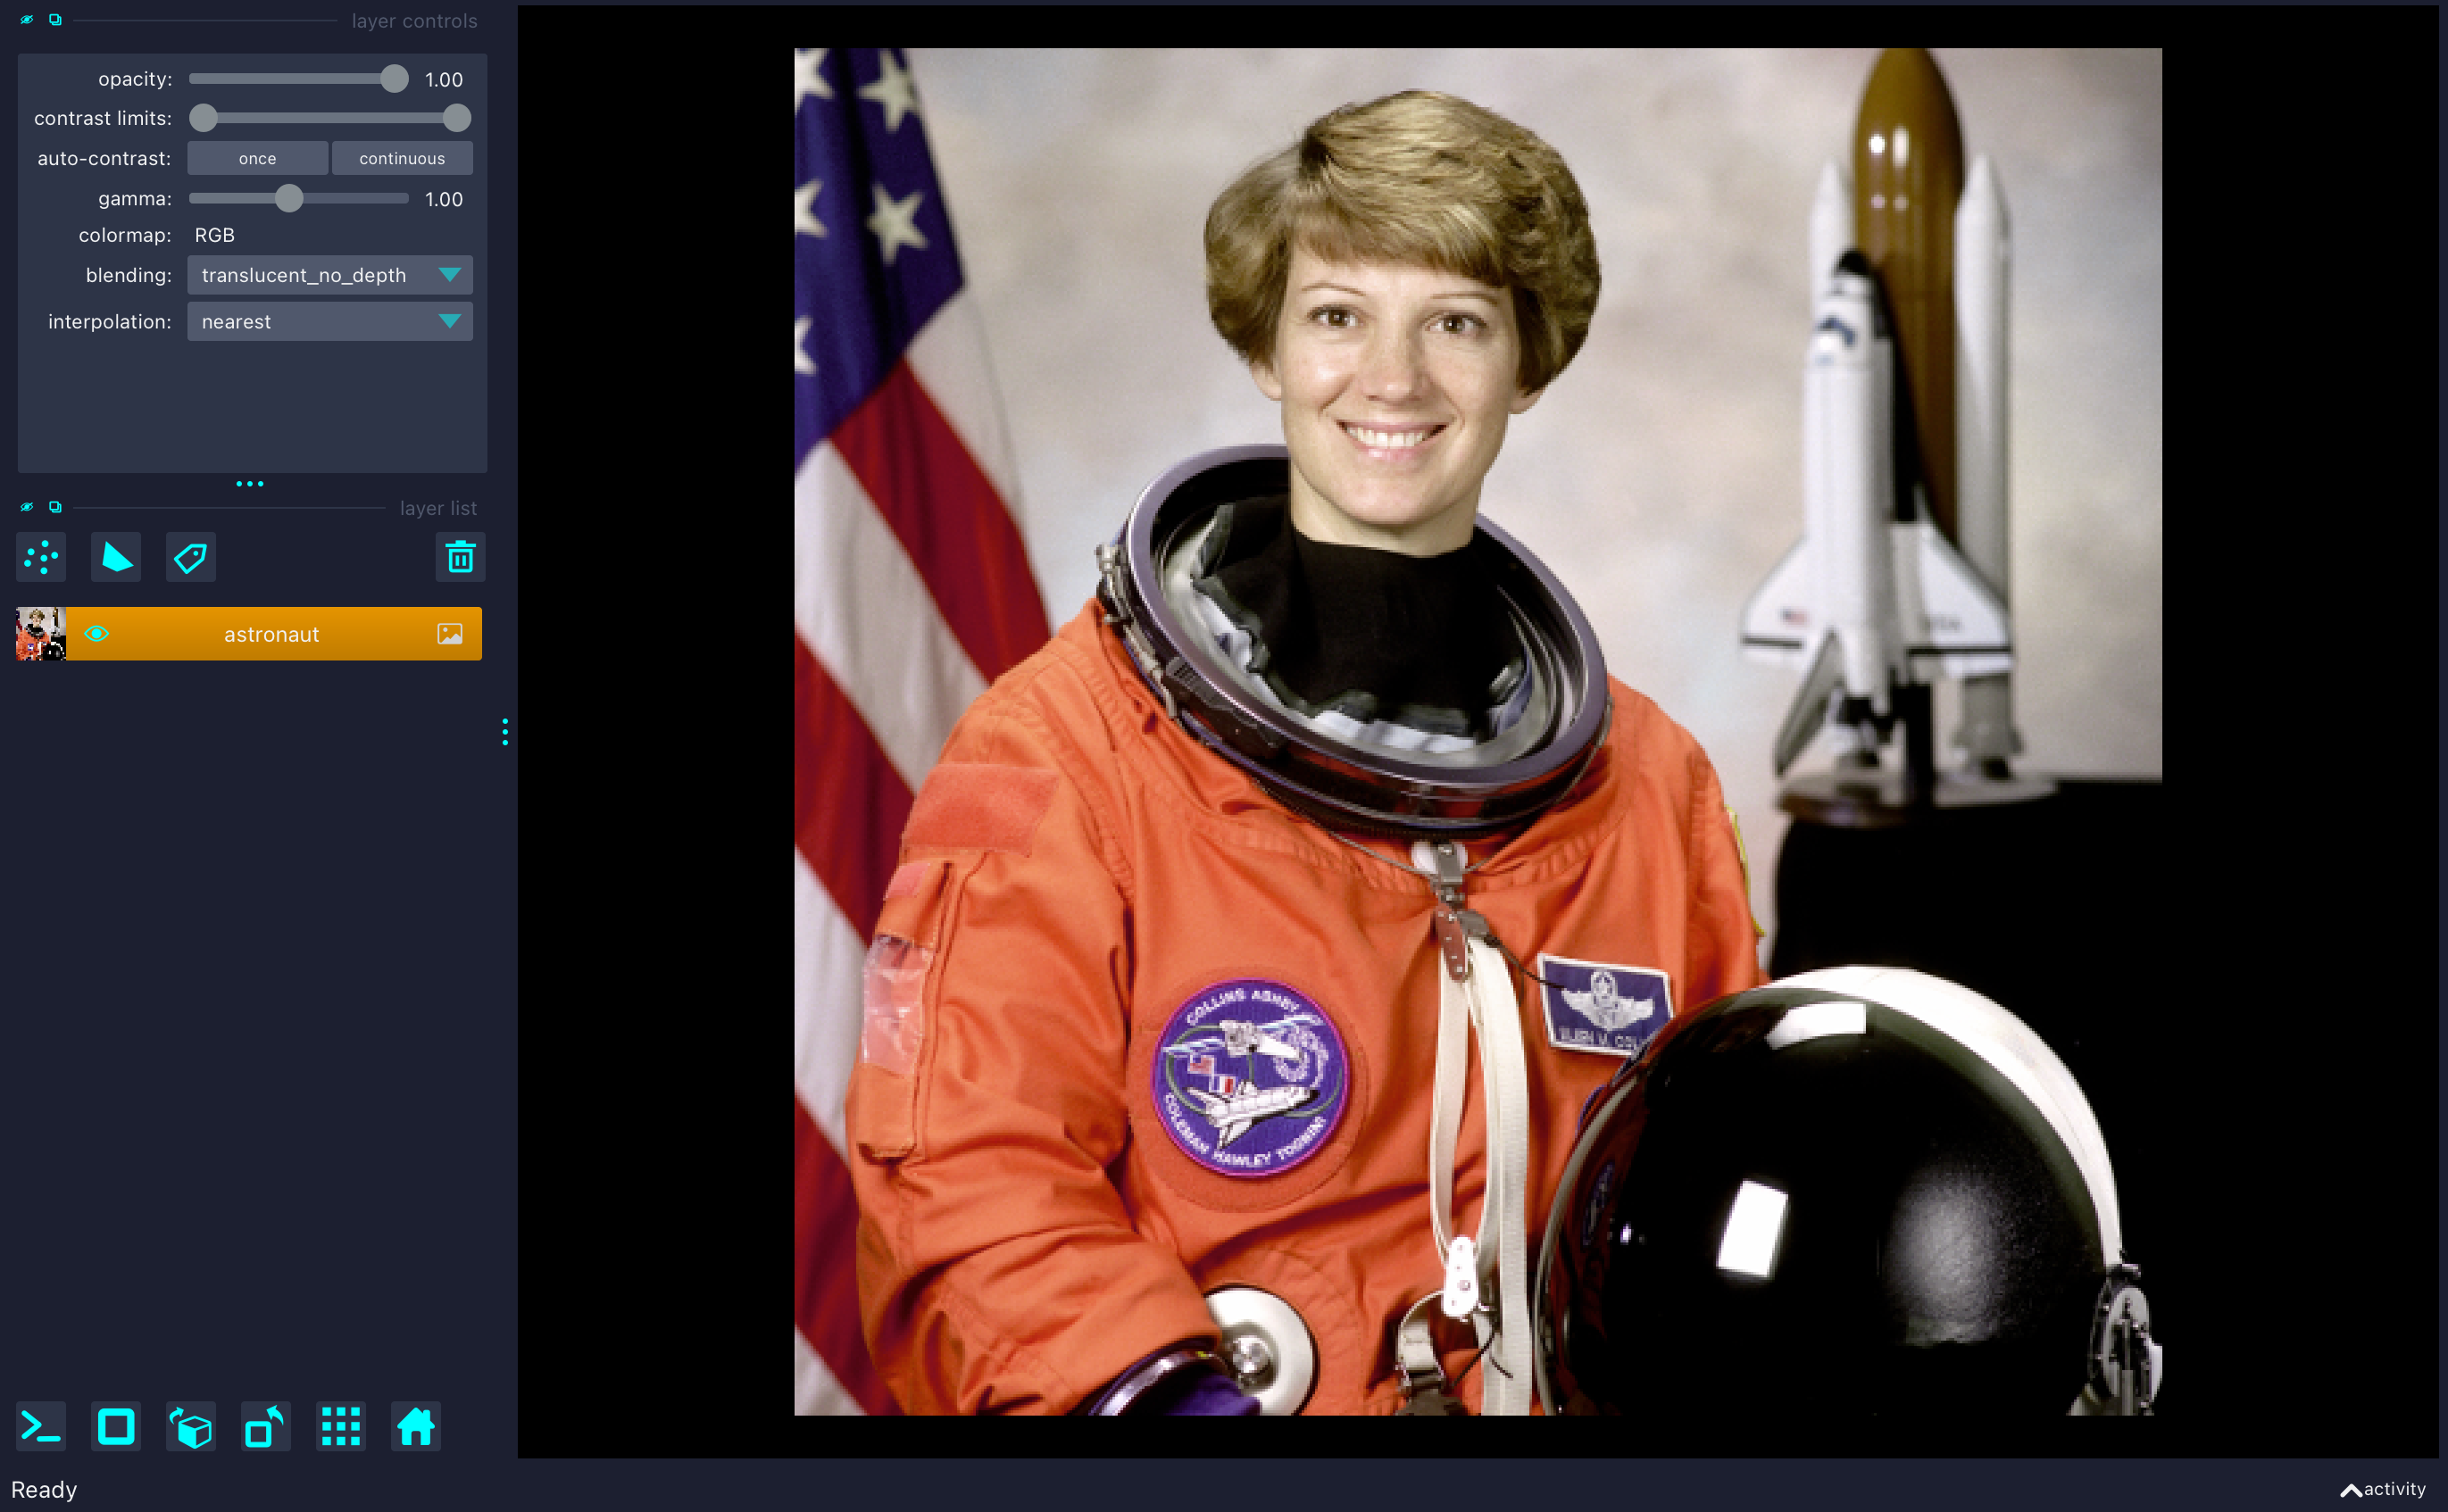 layer controls
opacity: 1.00
contrast limits:
auto-contrast: once continuous
gamma: 1.00
colormap: RGB
blending: translucent_no_depth
interpolation: nearest
layer list
astronaut
COLLINS ASHBY
COLEMAN HAWLEY TOGNINI
Ready
activity